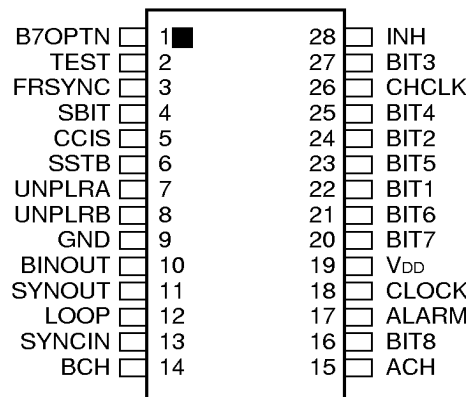 B7OPTN 1 28 INH
TEST 2 27 BIT3
FRSYNC 3 26 CHCLK
SBIT 4 25 BIT4
CCIS 5 24 BIT2
SSTB 6 23 BIT5
UNPLRA 7 22 BIT1
UNPLRB 8 21 BIT6
GND 9 20 BIT7
BINOUT 10 19 VDD
SYNOUT 11 18 CLOCK
LOOP 12 17 ALARM
SYNCIN 13 16 BIT8
BCH 14 15 ACH